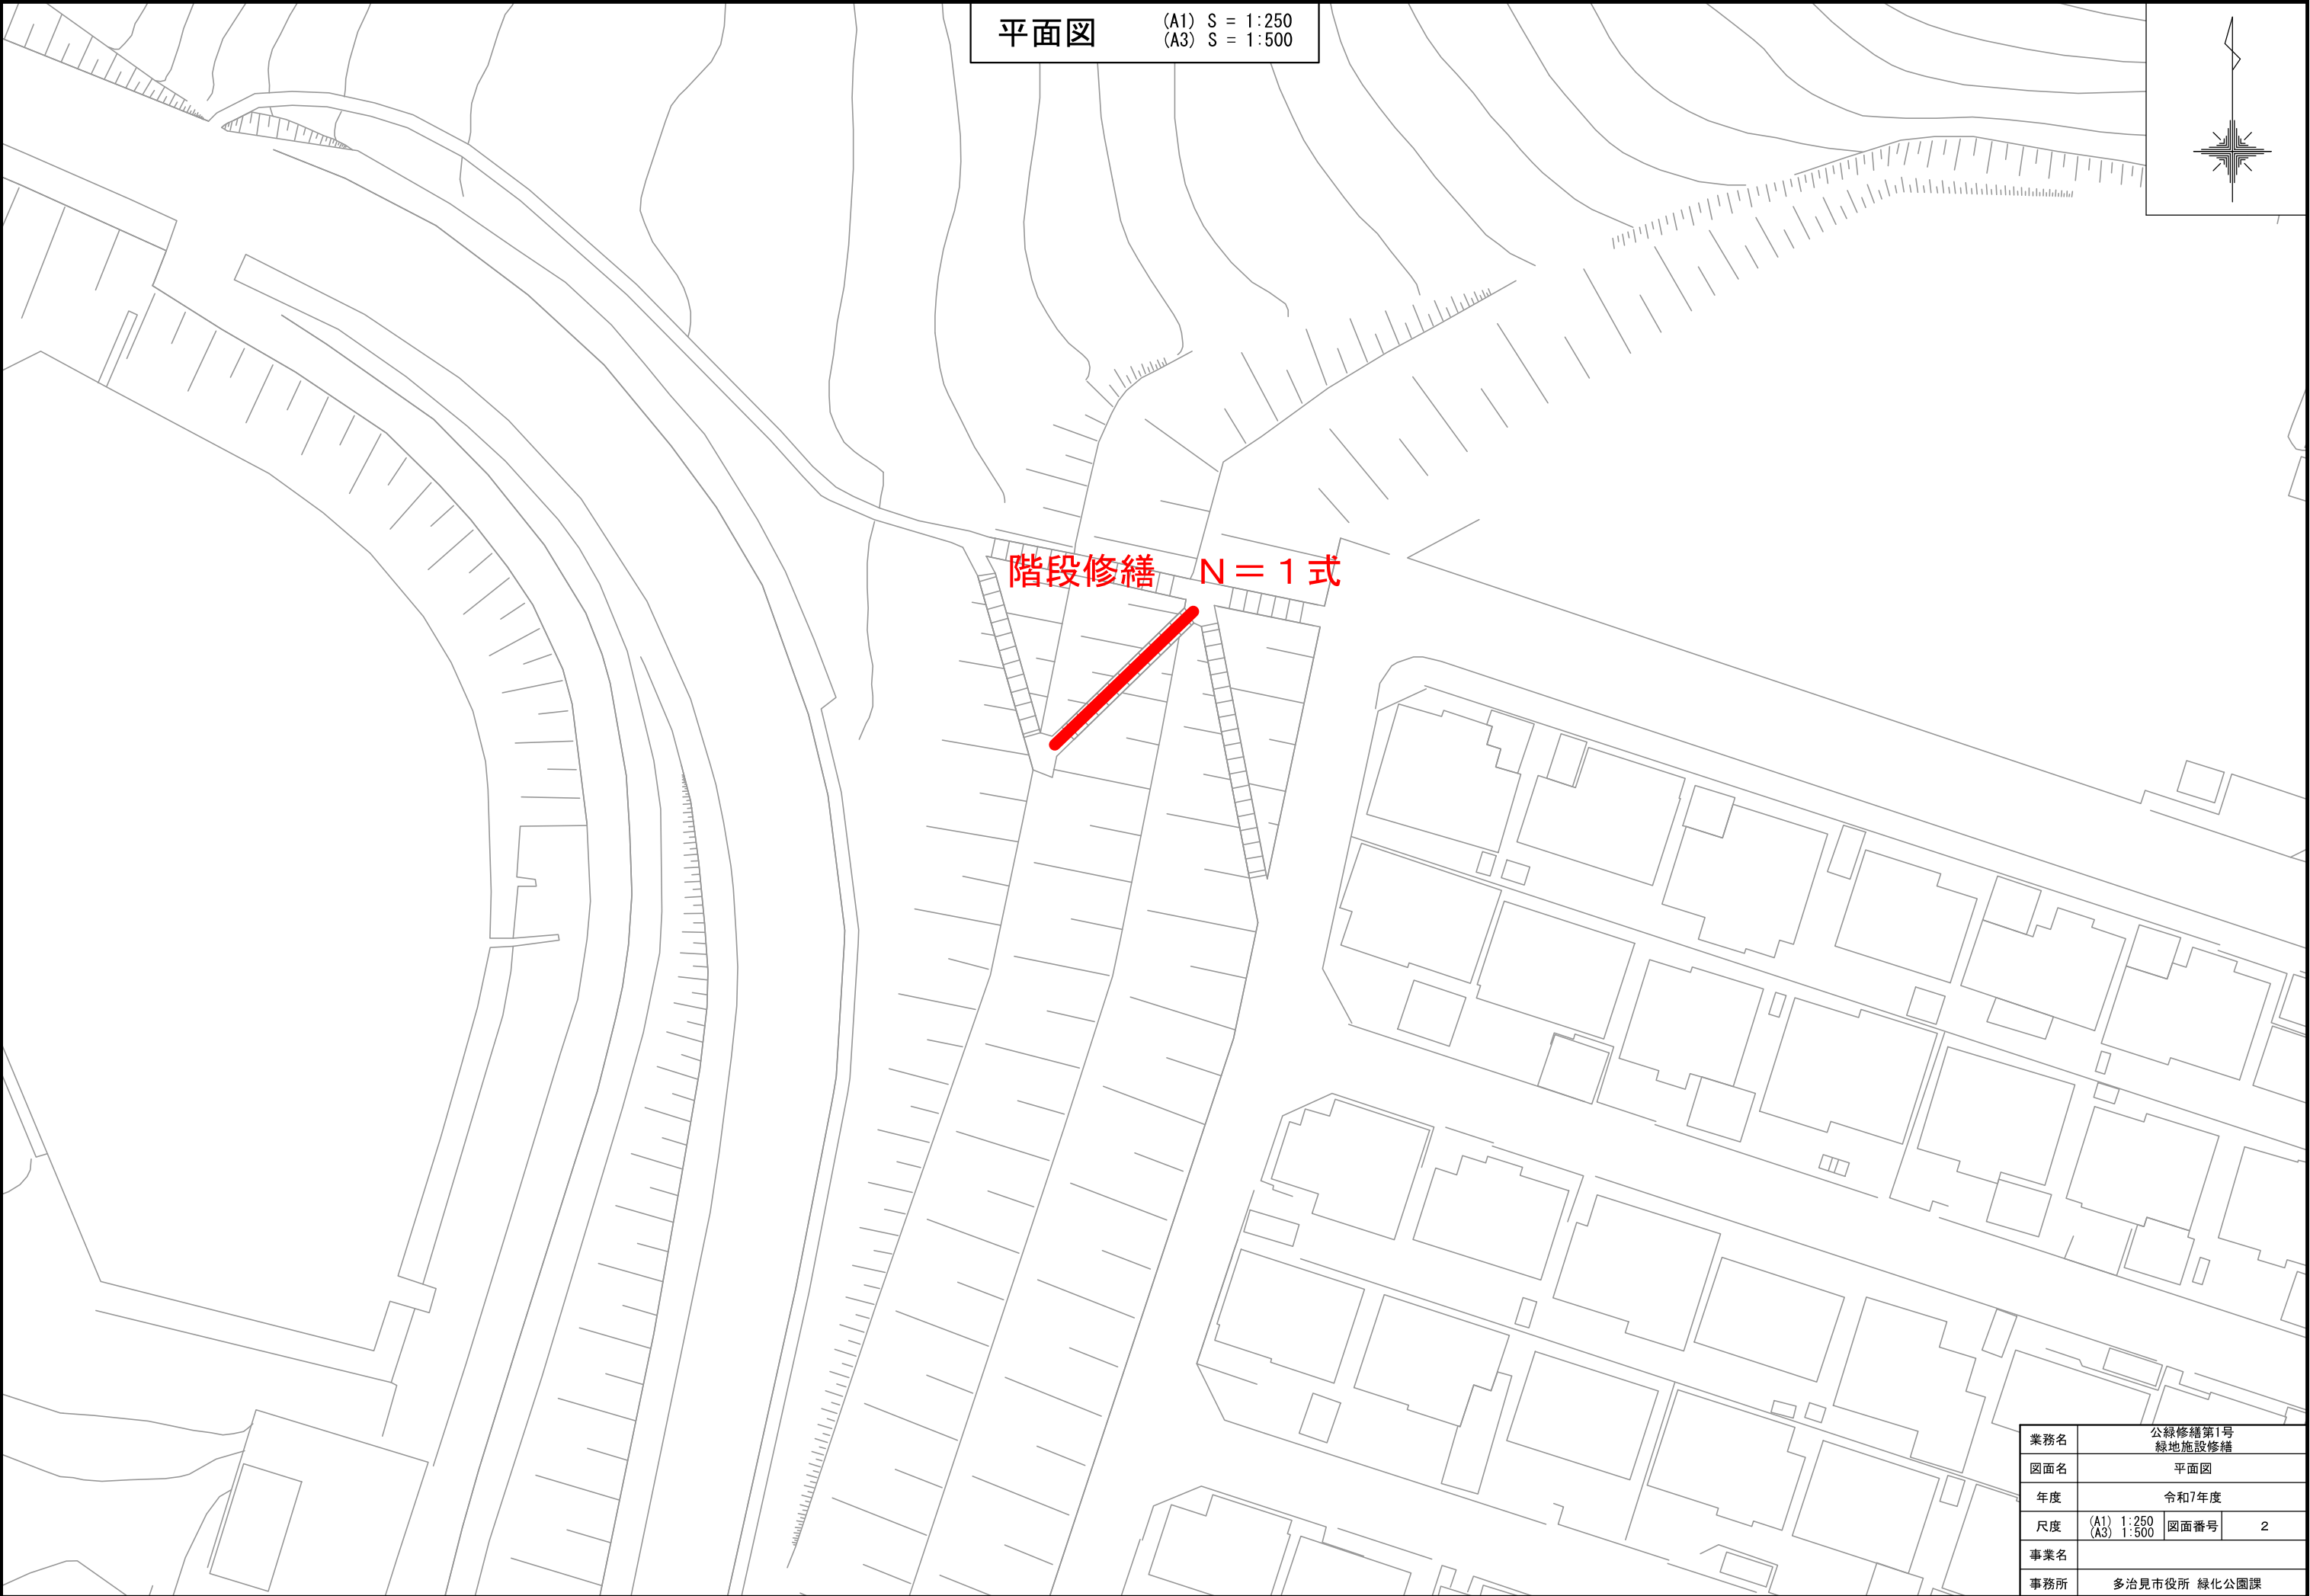 平面図
(A1) S = 1:250
(A3) S = 1:500
階段修繕　Ｎ＝１式
業務名 公緑修繕第1号
緑地施設修繕
図面名 平面図
年度 令和7年度
尺度 (A1) 1:250
(A3) 1:500 図面番号 2
事業名
事務所 多治見市役所 緑化公園課